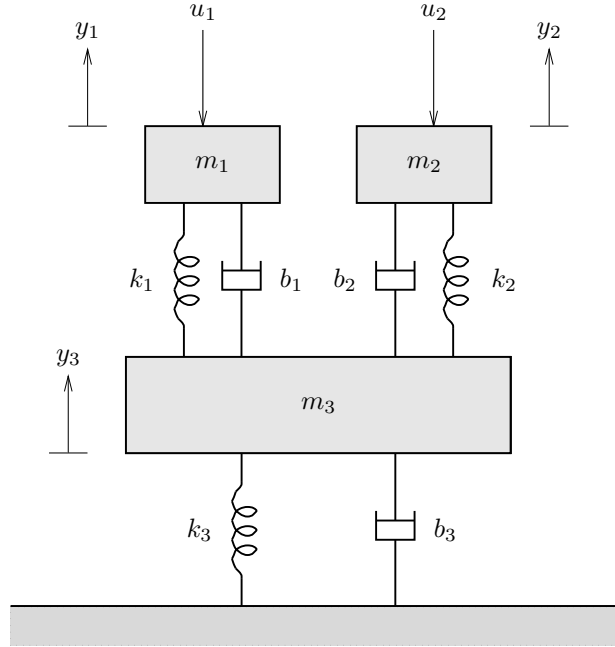 y₁ u₁ u₂ y₂
m₁ m₂
k₁ b₁ b₂ k₂
y₃
m₃
k₃ b₃